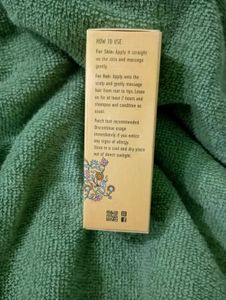 HOW TO USE
For Skin: Apply it straight
on the skin and massage
gently.
For Hair: Apply onto the
scalp and gently massage
hair from root to tips. Leave
on for at least 2 hours and
shampoo and condition as
usual.
Patch test recommended.
Discontinue usage
immediately if you notice
any signs of allergy.
Store in a cool and dry place
out of direct sunlight.